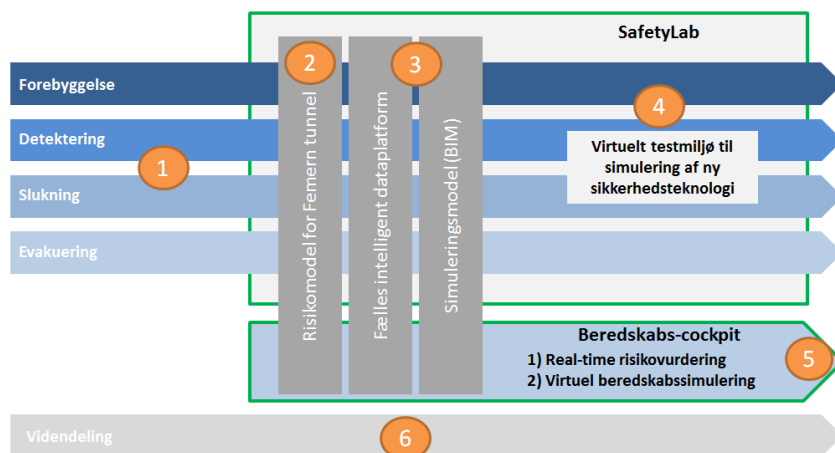 SafetyLab
2
3
Forebyggelse
4
Detektering
1
Virtuelt testmiljø til
simulering af ny
sikkerhedsteknologi
Slukning
Evakuering
Risikomodel for Femern tunnel
Fælles intelligent dataplatform
Simuleringsmodel (BIM)
Beredskabs-cockpit
1) Real-time risikovurdering
2) Virtuel beredskabssimulering
5
Videndeling
6